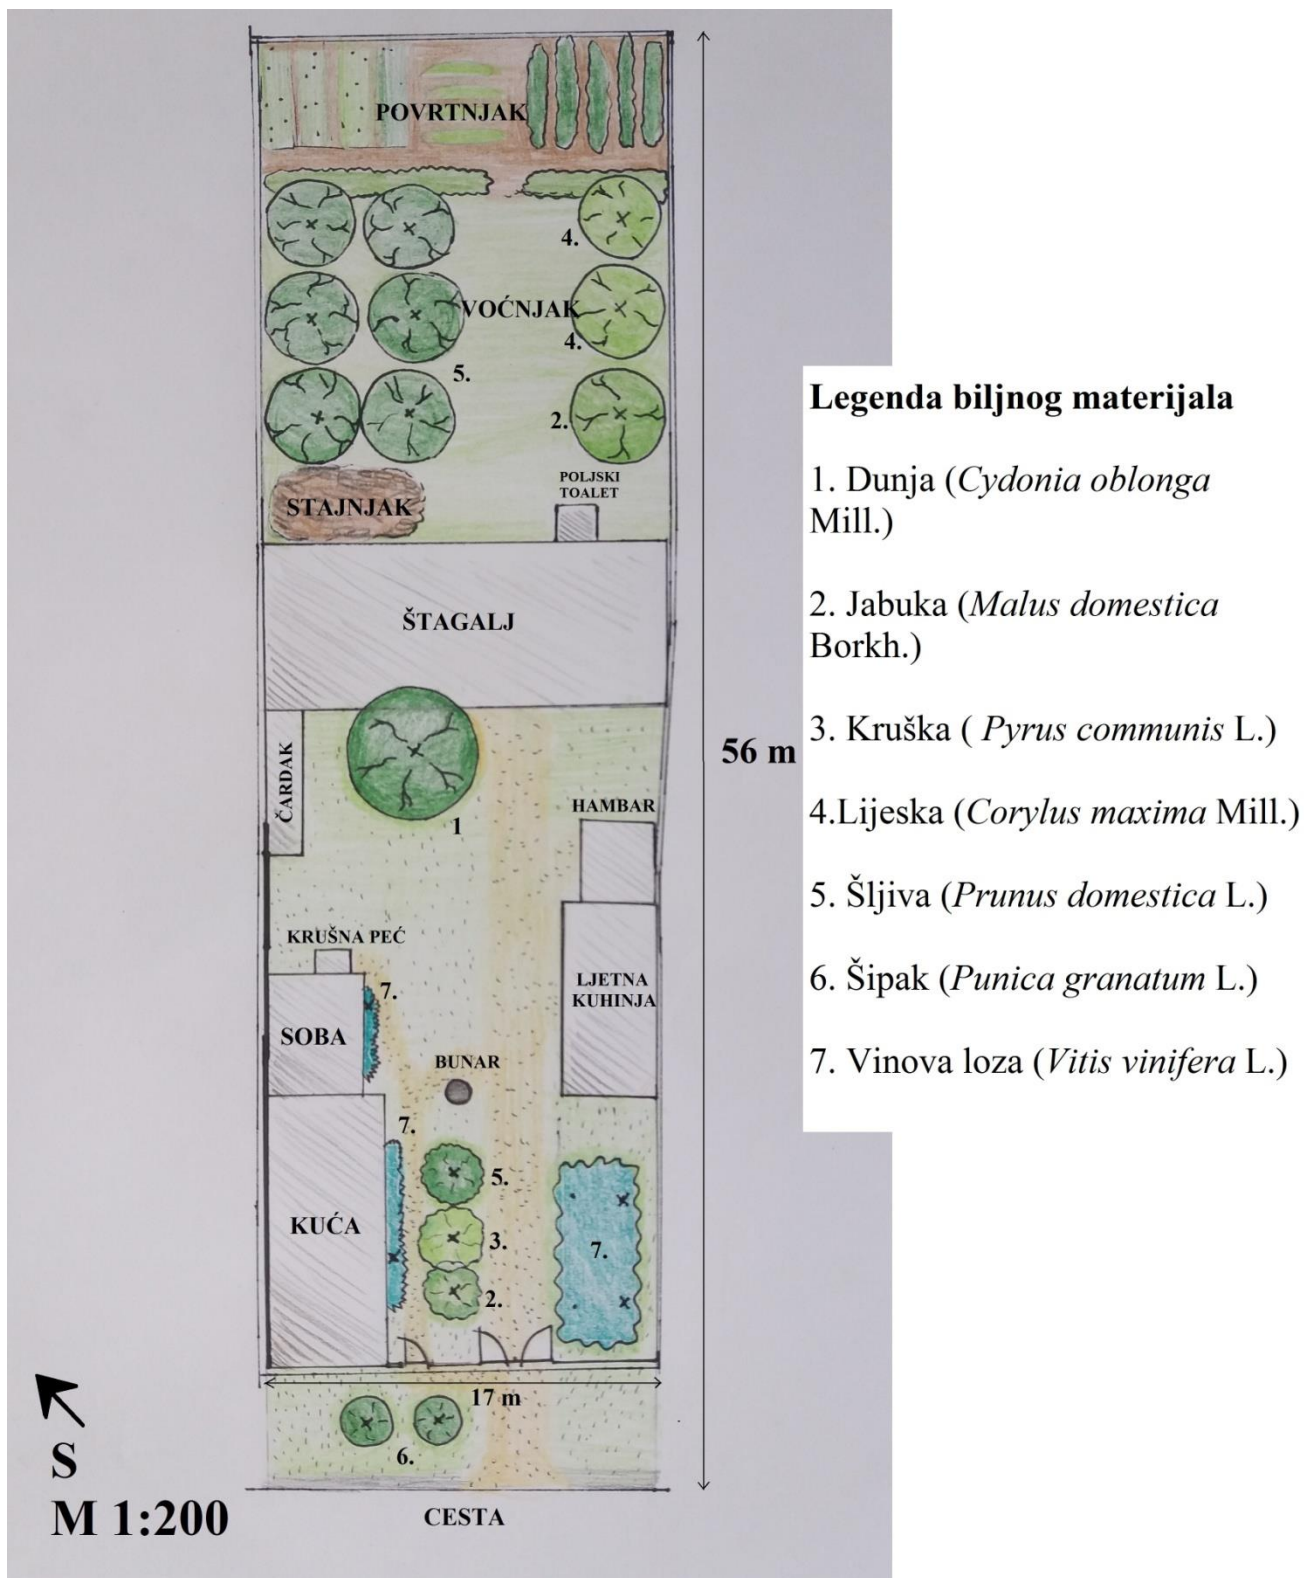 POVRTNJAK
4.
VOĆNJAK
4.
5.
2.
POLJSKI
TOALET
STAJNJAK
ŠTAGALJ
ČARDAK
56 m
HAMBAR
1
KRUŠNA PEĆ
7.
LJETNA
KUHINJA
SOBA
BUNAR
7.
5.
KUĆA
3.
7.
2.
17 m
6.
S
M 1:200
CESTA
Legenda biljnog materijala
1. Dunja (Cydonia oblonga
Mill.)
2. Jabuka (Malus domestica
Borkh.)
3. Kruška ( Pyrus communis L.)
4.Lijeska (Corylus maxima Mill.)
5. Šljiva (Prunus domestica L.)
6. Šipak (Punica granatum L.)
7. Vinova loza (Vitis vinifera L.)